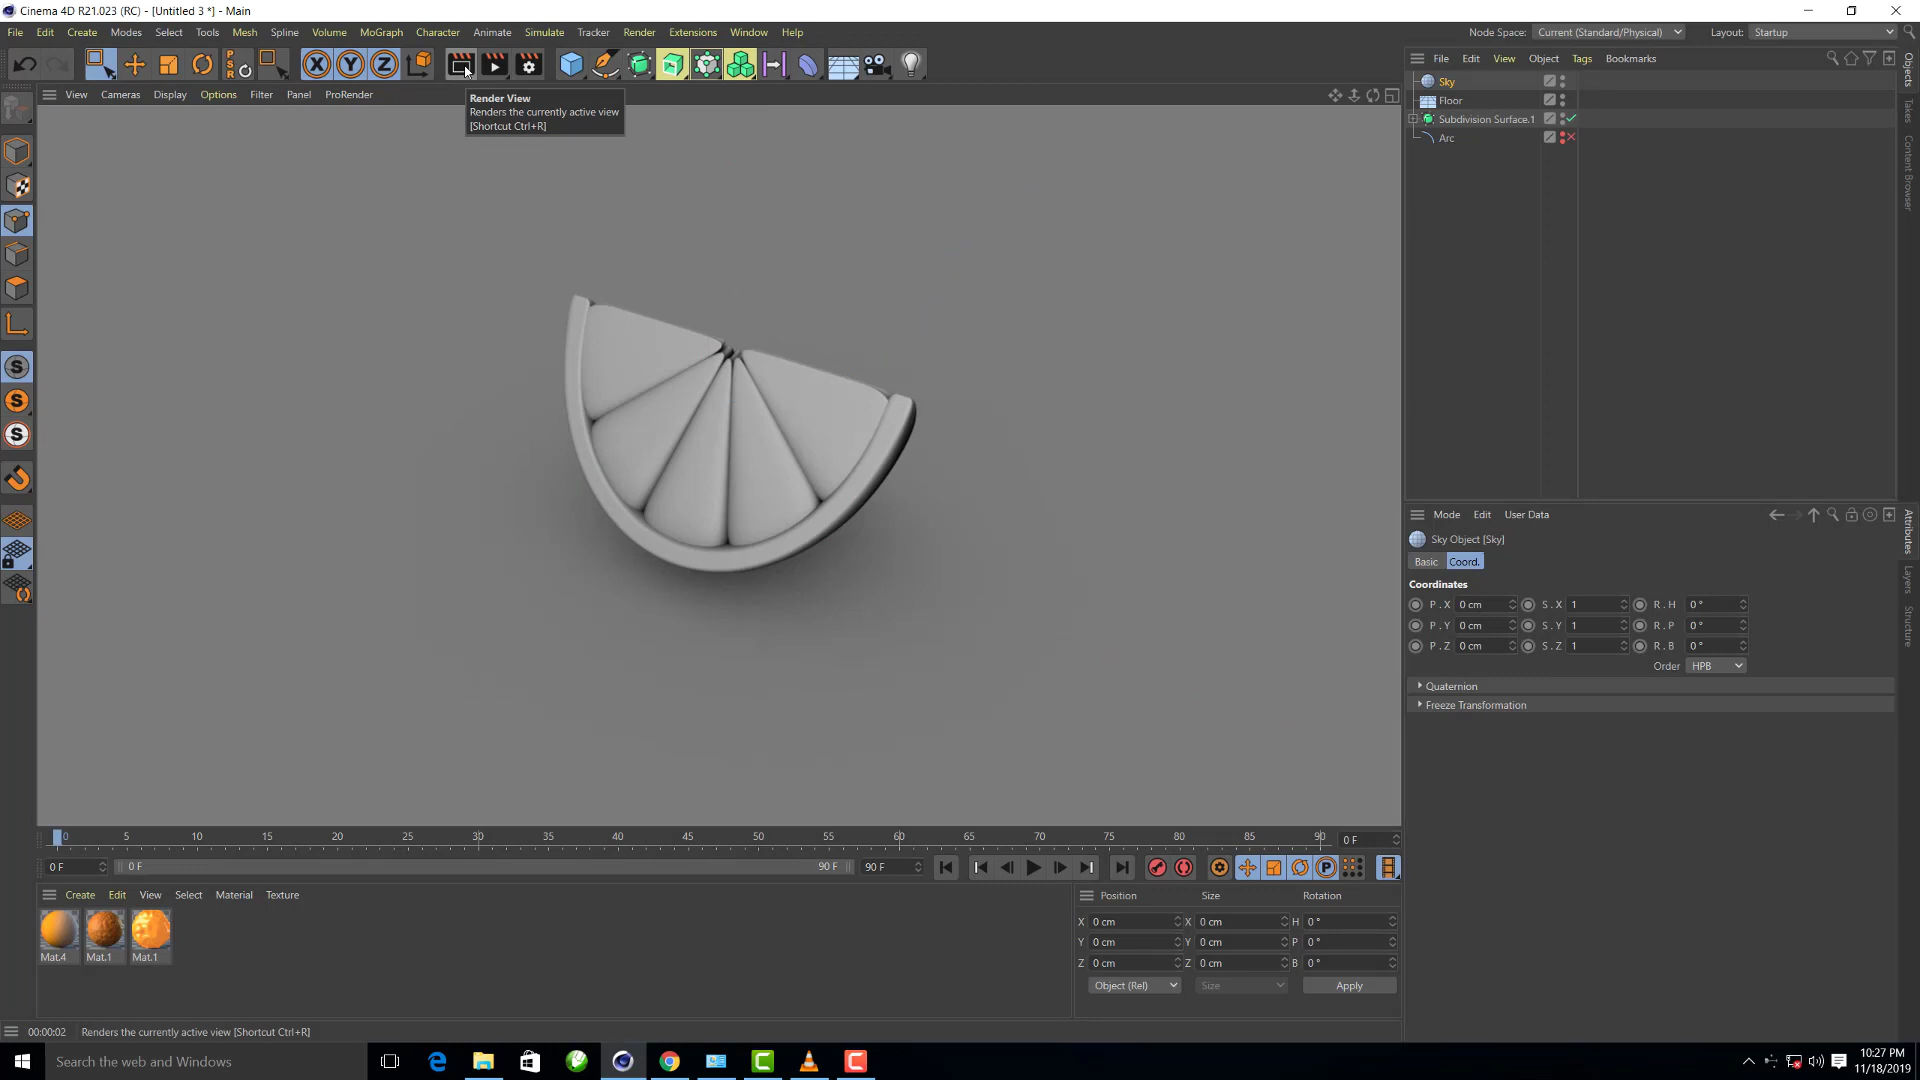 Cinema 4D R21.023 (RC) - [Untitled 3 *] - Main
File Edit Create Modes Select Tools Mesh Spline Volume MoGraph Character Animate Simulate Tracker Render Extensions Window Help
Node Space: Current (Standard/Physical) Layout: Startup
X Y Z
P S R
File Edit View Object Tags Bookmarks
View Cameras Display Options Filter Panel ProRender
Render View
Renders the currently active view
[Shortcut Ctrl+R]
Sky
Floor
Subdivision Surface.1
Arc
Objects
Takes
Content Browser
S
S
S
Mode Edit User Data
Sky Object [Sky]
Basic Coord.
Coordinates
P . X 0 cm S . X 1 R . H 0 °
P . Y 0 cm S . Y 1 R . P 0 °
P . Z 0 cm S . Z 1 R . B 0 °
Order HPB
Quaternion
Freeze Transformation
Attributes
Layers
Structure
0 5 10 15 20 25 30 35 40 45 50 55 60 65 70 75 80 85 90 0 F
0 F 0 F 90 F 90 F P
Create Edit View Select Material Texture
Mat.4 Mat.1 Mat.1
Position Size Rotation
X 0 cm X 0 cm H 0 °
Y 0 cm Y 0 cm P 0 °
Z 0 cm Z 0 cm B 0 °
Object (Rel) Size Apply
00:00:02 Renders the currently active view [Shortcut Ctrl+R]
Search the web and Windows
10:27 PM
11/18/2019